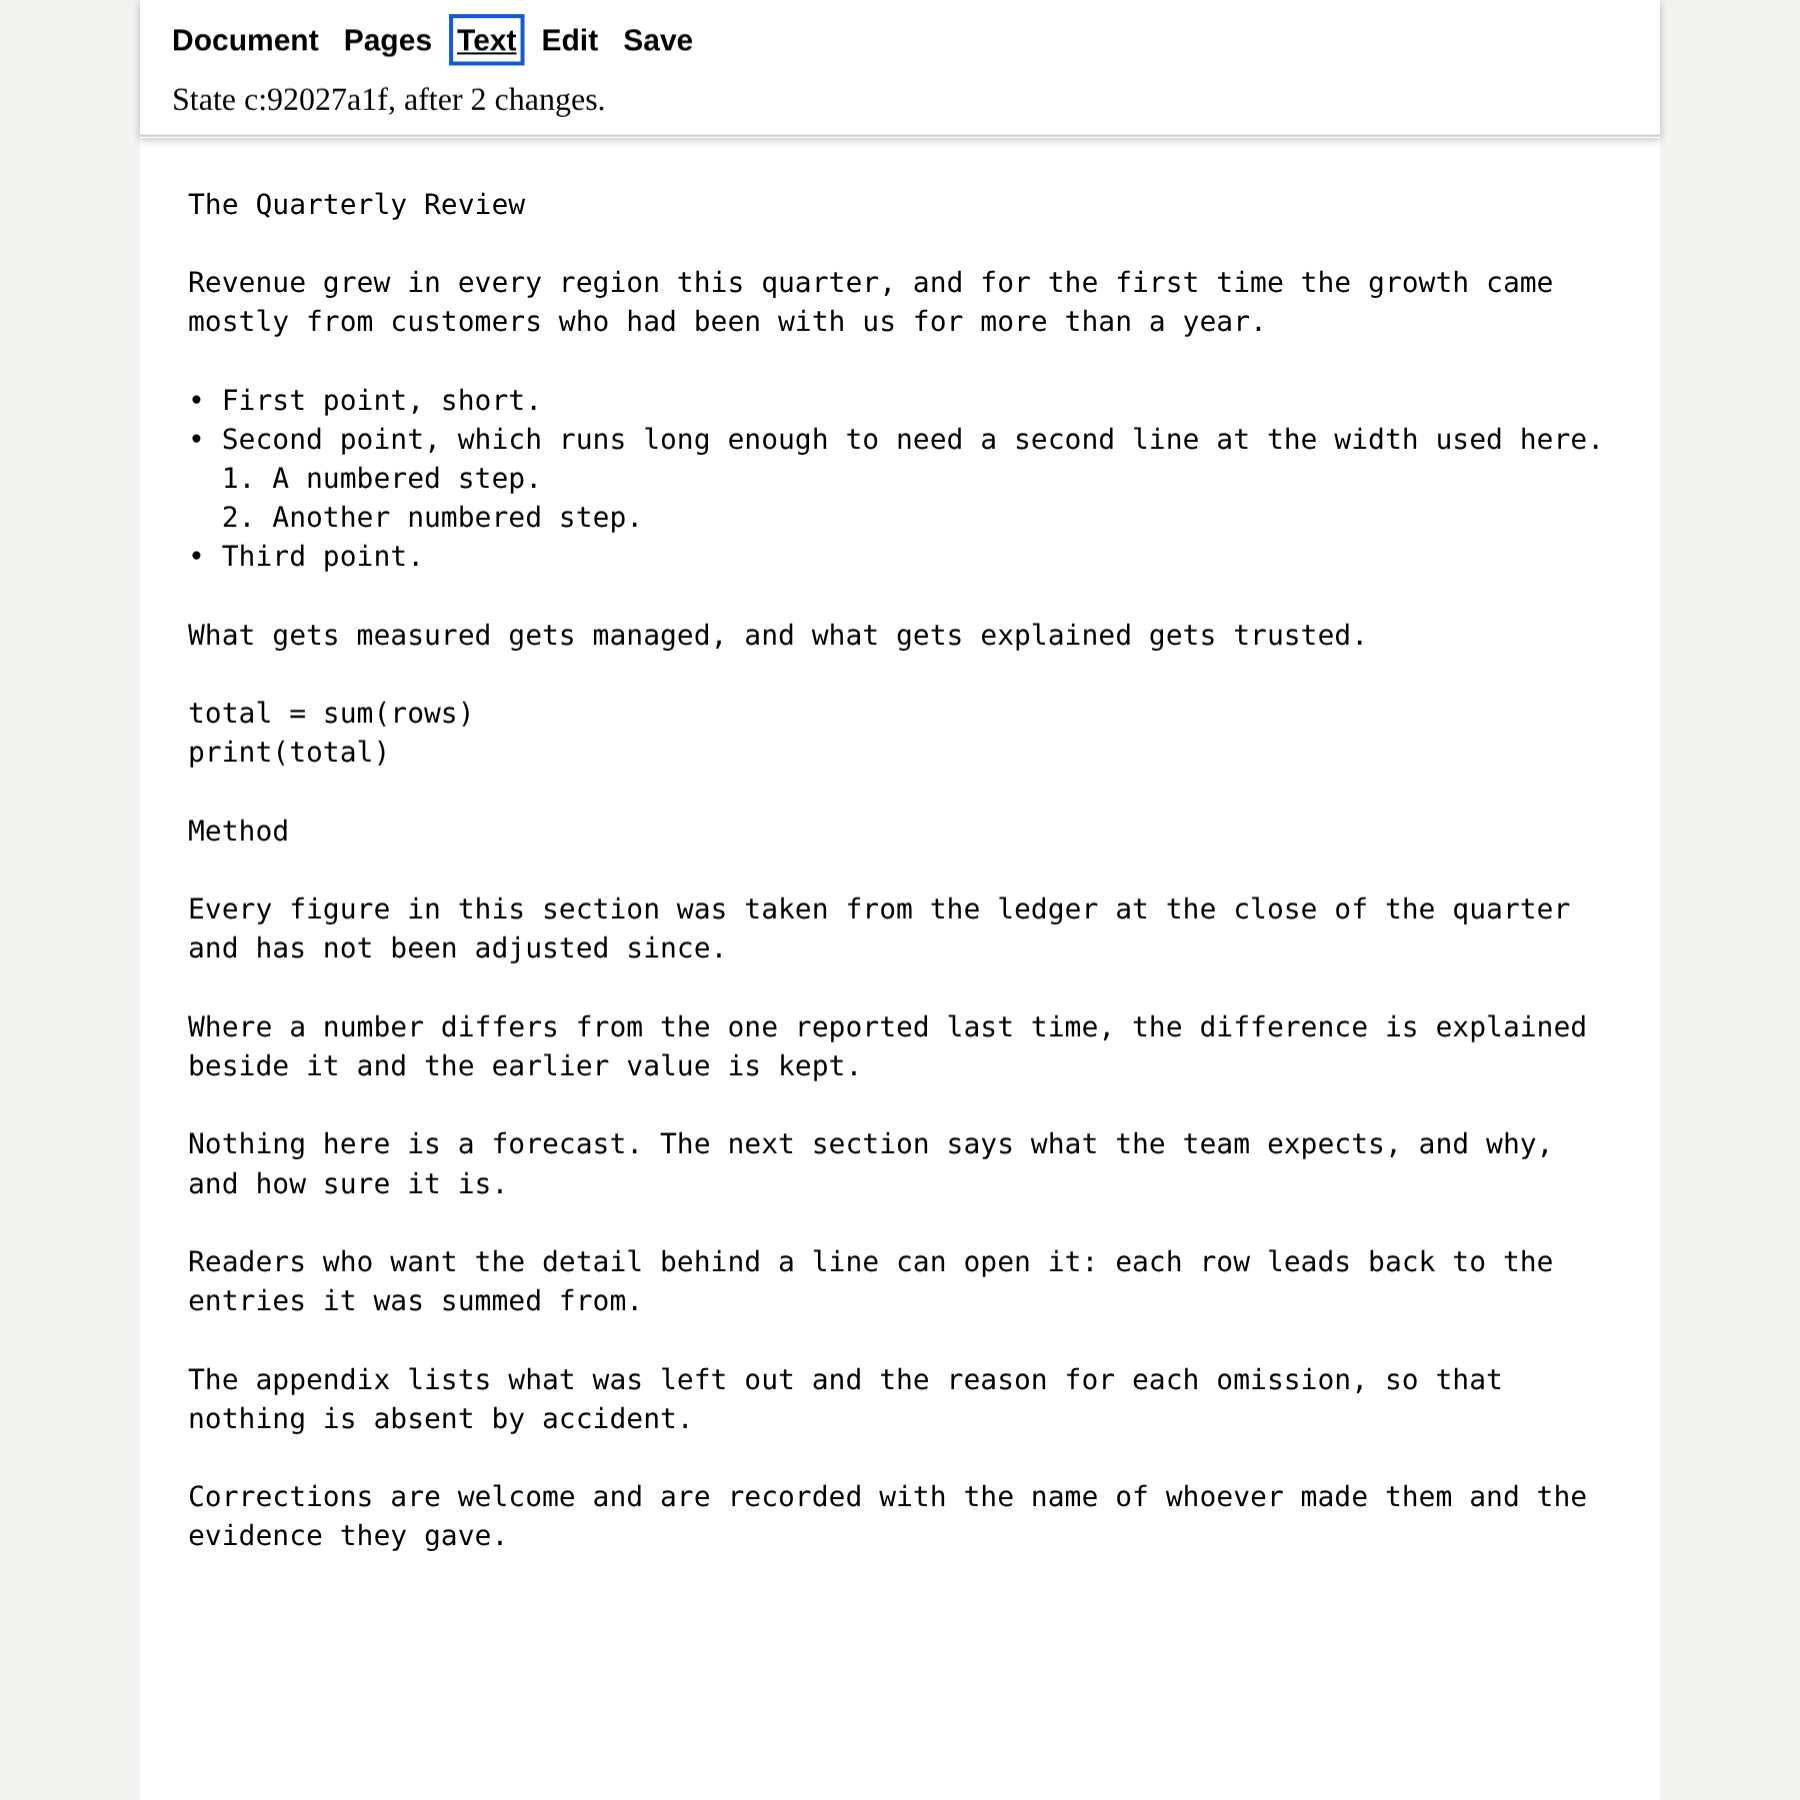 Document Pages Text Edit Save
State c:92027a1f, after 2 changes.
The Quarterly Review
Revenue grew in every region this quarter, and for the first time the growth came
mostly from customers who had been with us for more than a year.
• First point, short.
• Second point, which runs long enough to need a second line at the width used here.
1. A numbered step.
2. Another numbered step.
• Third point.
What gets measured gets managed, and what gets explained gets trusted.
total = sum(rows)
print(total)
Method
Every figure in this section was taken from the ledger at the close of the quarter
and has not been adjusted since.
Where a number differs from the one reported last time, the difference is explained
beside it and the earlier value is kept.
Nothing here is a forecast. The next section says what the team expects, and why,
and how sure it is.
Readers who want the detail behind a line can open it: each row leads back to the
entries it was summed from.
The appendix lists what was left out and the reason for each omission, so that
nothing is absent by accident.
Corrections are welcome and are recorded with the name of whoever made them and the
evidence they gave.